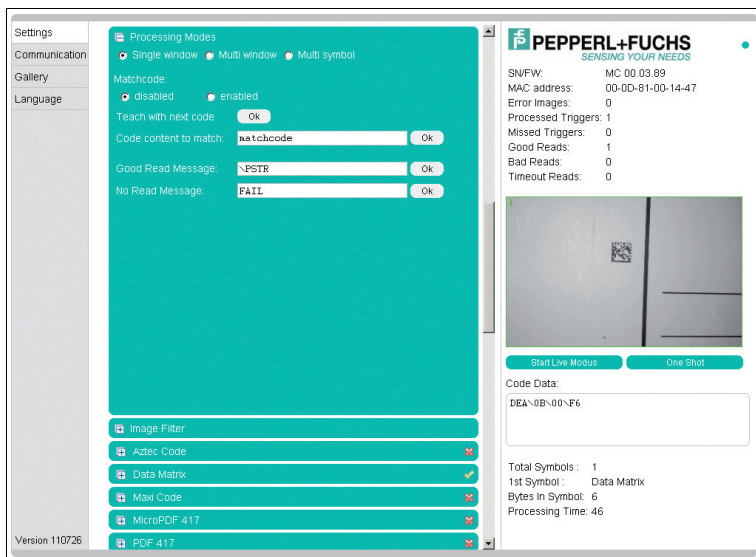 Settings
Communication
Gallery
Language
Version 110726
Processing Modes
Single window Multi window Multi symbol
Matchcode:
disabled enabled
Teach with next code Ok
Code content to match: matchcode Ok
Good Read Message: \PSTR Ok
No Read Message: FAIL Ok
Image Filter
Aztec Code
Data Matrix
Maxi Code
MicroPDF 417
PDF 417
PEPPERL+FUCHS
SENSING YOUR NEEDS
SN/FW: MC 00.03.89
MAC address: 00-0D-81-00-14-47
Error Images: 0
Processed Triggers: 1
Missed Triggers: 0
Good Reads: 1
Bad Reads: 0
Timeout Reads: 0
1
Start Live Modus One Shot
Code Data:
DEA\0B\00\F6
Total Symbols : 1
1st Symbol : Data Matrix
Bytes In Symbol: 6
Processing Time: 46